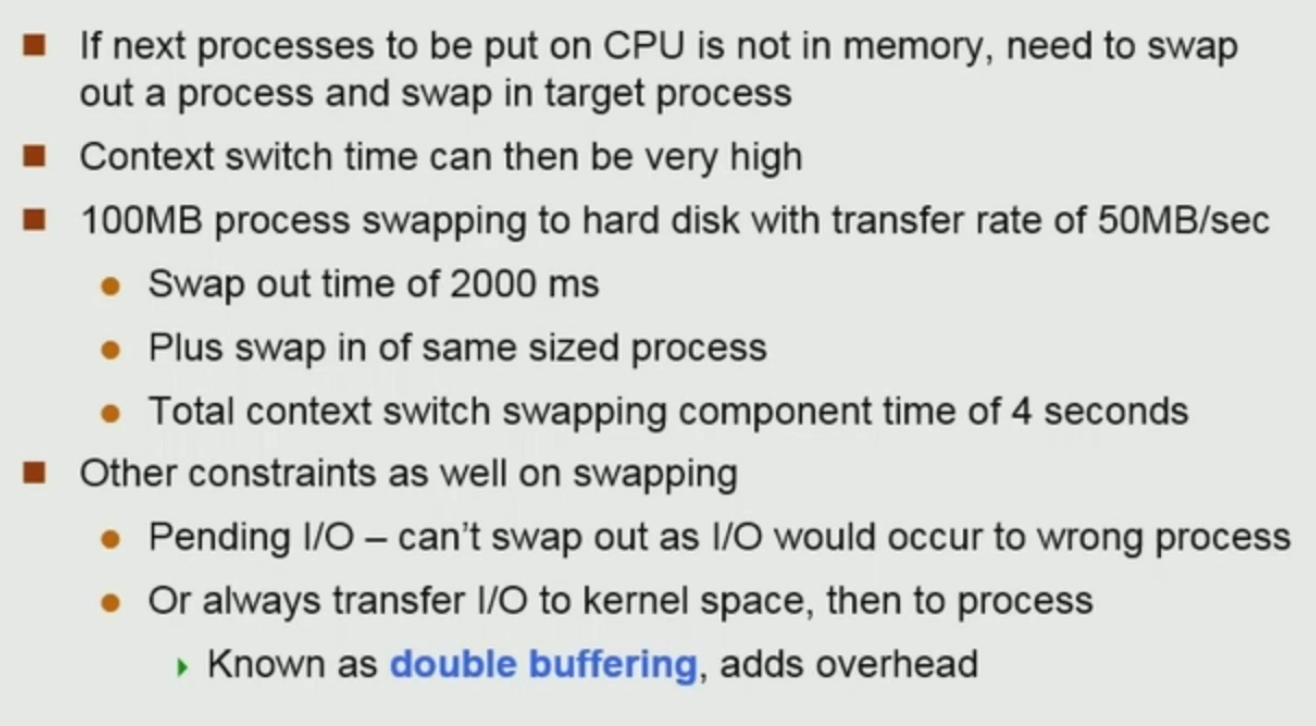 If next processes to be put on CPU is not in memory, need to swap
out a process and swap in target process
Context switch time can then be very high
100MB process swapping to hard disk with transfer rate of 50MB/sec
Swap out time of 2000 ms
Plus swap in of same sized process
Total context switch swapping component time of 4 seconds
Other constraints as well on swapping
Pending I/O – can't swap out as I/O would occur to wrong process
Or always transfer I/O to kernel space, then to process
Known as double buffering, adds overhead